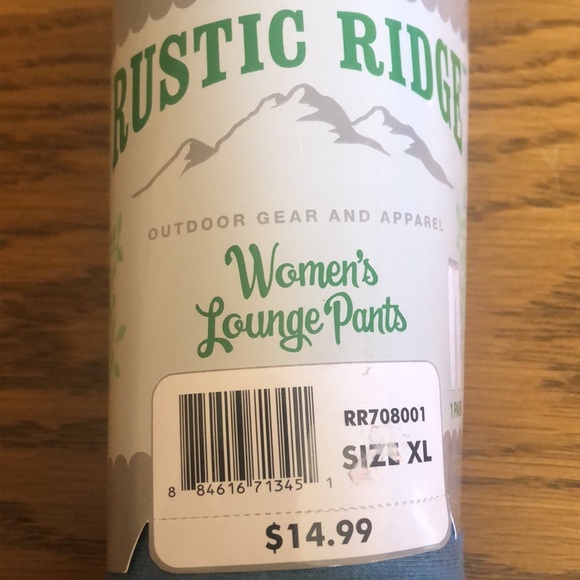 RUSTIC RIDGE
OUTDOOR GEAR AND APPAREL
Women's
Lounge Pants
RR708001
SIZE XL
8 84616 71345 1
$14.99